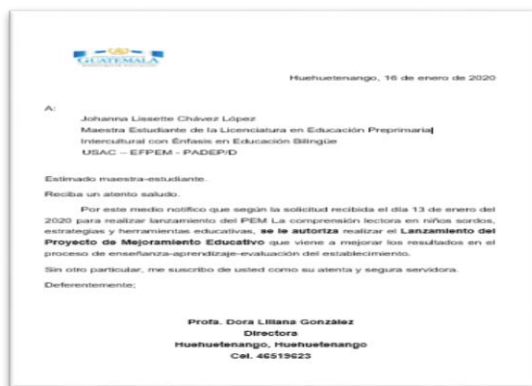 GUATEMALA
Huehuetenango, 16 de enero de 2020
A:
Johanna Lissette Chávez López
Maestra Estudiante de la Licenciatura en Educación Preprimaria
Intercultural con Énfasis en Educación Bilingüe
USAC – EFPEM - PADEP/D
Estimado maestra-estudiante.
Reciba un atento saludo.
Por este medio notifico que según la solicitud recibida el día 13 de enero del
2020 para realizar lanzamiento del PEM La comprensión lectora en niños sordos,
estrategias y herramientas educativas, se le autoriza realizar el Lanzamiento del
Proyecto de Mejoramiento Educativo que viene a mejorar los resultados en el
proceso de enseñanza-aprendizaje-evaluación del establecimiento.
Sin otro particular, me suscribo de usted como su atenta y segura servidora.
Deferentemente;
Profa. Dora Liliana González
Directora
Huehuetenango, Huehuetenango
Cel. 46519623